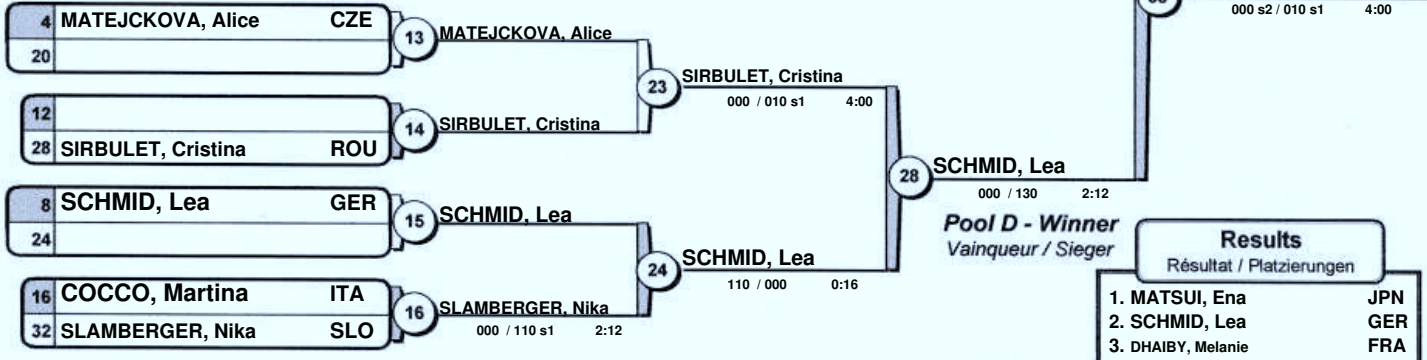 000 s2 / 010 s1 4:00
4 MATEJCKOVA, Alice CZE
20
13 MATEJCKOVA, Alice
12
28 SIRBULET, Cristina ROU
14 SIRBULET, Cristina
23 SIRBULET, Cristina
000 / 010 s1 4:00
8 SCHMID, Lea GER
24
15 SCHMID, Lea
16 COCCO, Martina ITA
32 SLAMBERGER, Nika SLO
16 SLAMBERGER, Nika
000 / 110 s1 2:12
24 SCHMID, Lea
110 / 000 0:16
28 SCHMID, Lea
000 / 130 2:12
Pool D - Winner
Vainqueur / Sieger
Results
Résultat / Platzierungen
1. MATSUI, Ena JPN
2. SCHMID, Lea GER
3. DHAIBY, Melanie FRA